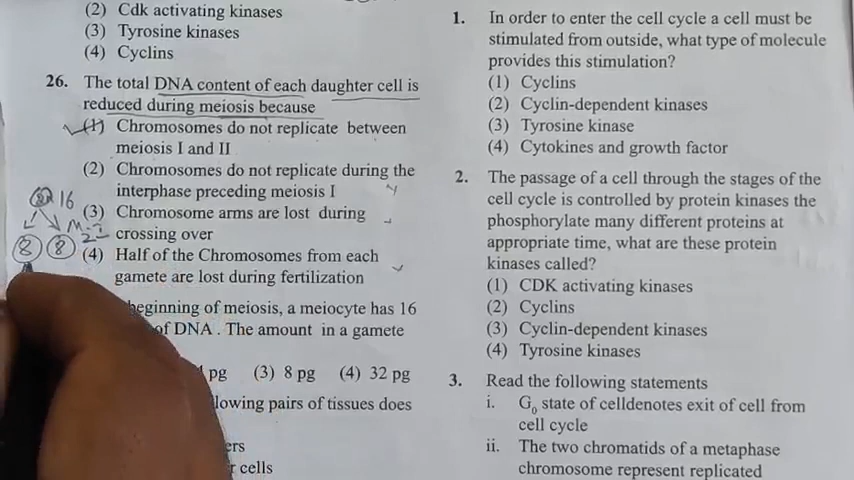 (2) Cdk activating kinases
(3) Tyrosine kinases
(4) Cyclins
26. The total DNA content of each daughter cell is
reduced during meiosis because
(1) Chromosomes do not replicate between
meiosis I and II
(2) Chromosomes do not replicate during the
interphase preceding meiosis I
(3) Chromosome arms are lost during
crossing over
(4) Half of the Chromosomes from each
gamete are lost during fertilization
16
8 8
beginning of meiosis, a meiocyte has 16
of DNA . The amount in a gamete
pg (3) 8 pg (4) 32 pg
lowing pairs of tissues does
ers
r cells
1. In order to enter the cell cycle a cell must be
stimulated from outside, what type of molecule
provides this stimulation?
(1) Cyclins
(2) Cyclin-dependent kinases
(3) Tyrosine kinase
(4) Cytokines and growth factor
2. The passage of a cell through the stages of the
cell cycle is controlled by protein kinases the
phosphorylate many different proteins at
appropriate time, what are these protein
kinases called?
(1) CDK activating kinases
(2) Cyclins
(3) Cyclin-dependent kinases
(4) Tyrosine kinases
3. Read the following statements
i. G₀ state of celldenotes exit of cell from
cell cycle
ii. The two chromatids of a metaphase
chromosome represent replicated